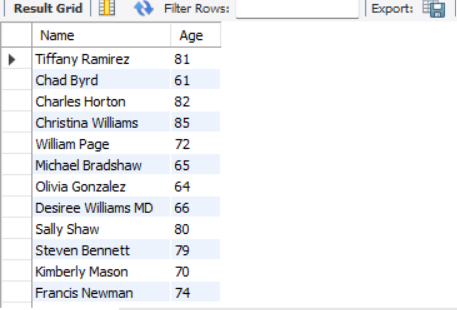 Result Grid Filter Rows: Export:
Name Age
Tiffany Ramirez 81
Chad Byrd 61
Charles Horton 82
Christina Williams 85
William Page 72
Michael Bradshaw 65
Olivia Gonzalez 64
Desiree Williams MD 66
Sally Shaw 80
Steven Bennett 79
Kimberly Mason 70
Francis Newman 74